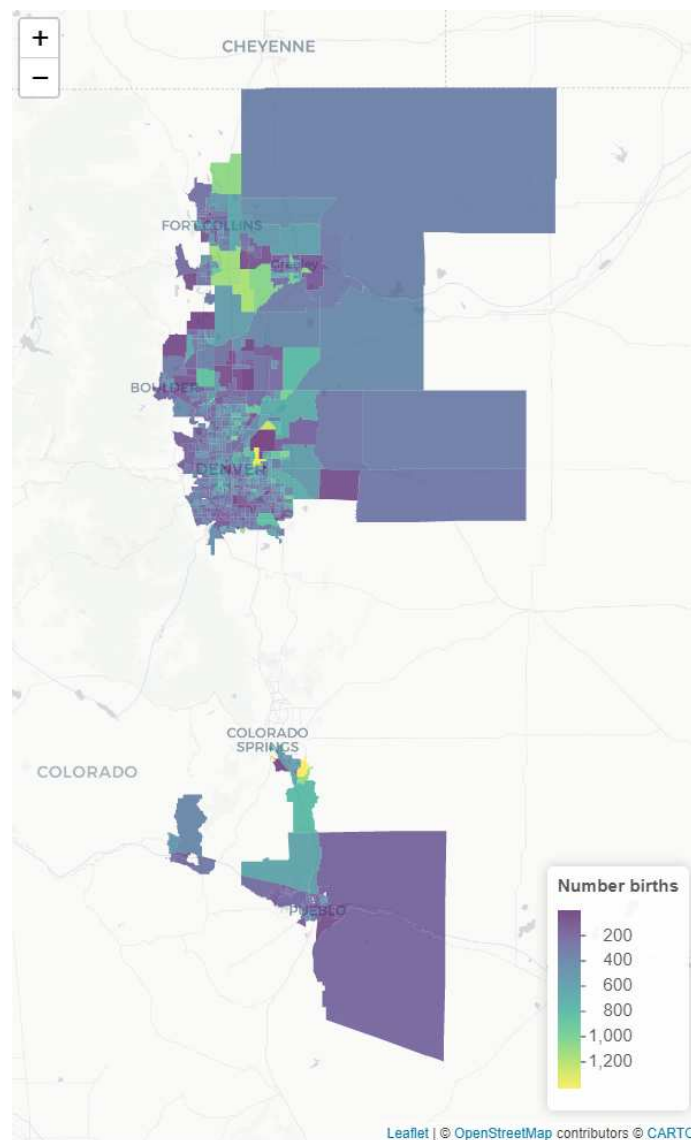 +
CHEYENNE
−
FORT COLLINS
Greeley
BOULDER
DENVER
COLORADO
SPRINGS
COLORADO
PUEBLO
Number births
200
400
600
800
1,000
1,200
Leaflet | © OpenStreetMap contributors © CARTO